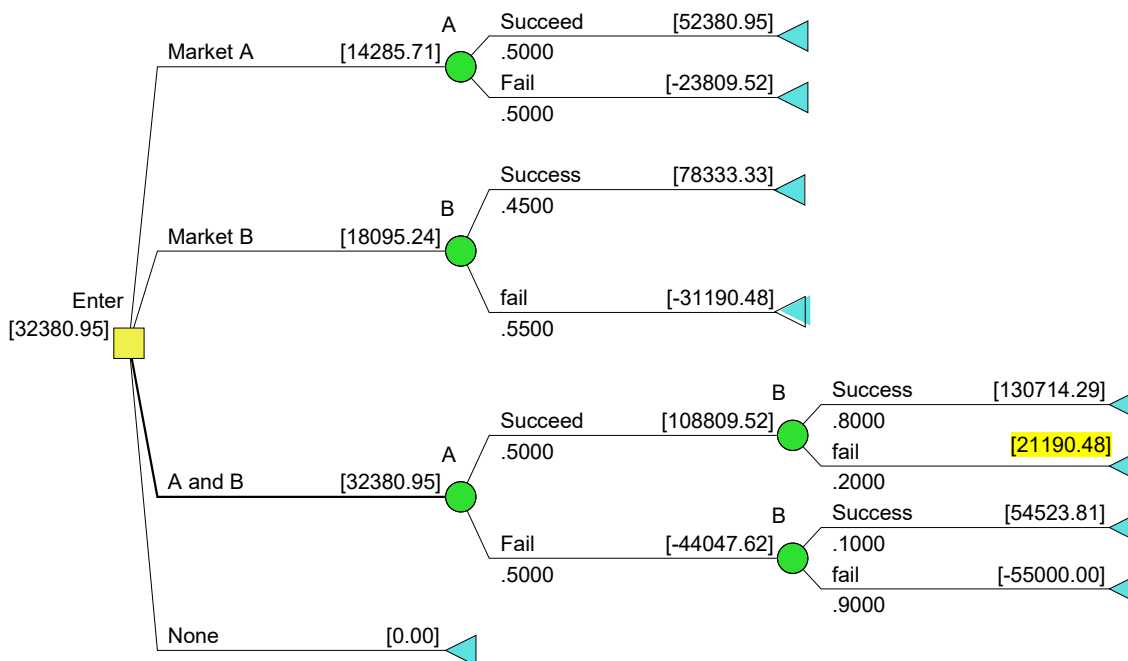 A
Succeed [52380.95]
Market A [14285.71]
.5000
Fail [-23809.52]
.5000
Success [78333.33]
B
.4500
Market B [18095.24]
fail [-31190.48]
.5500
Enter
[32380.95]
B
Success [130714.29]
Succeed [108809.52]
.8000
A
.5000
fail [21190.48]
A and B [32380.95]
.2000
B
Success [54523.81]
Fail [-44047.62]
.1000
.5000
fail [-55000.00]
.9000
None [0.00]